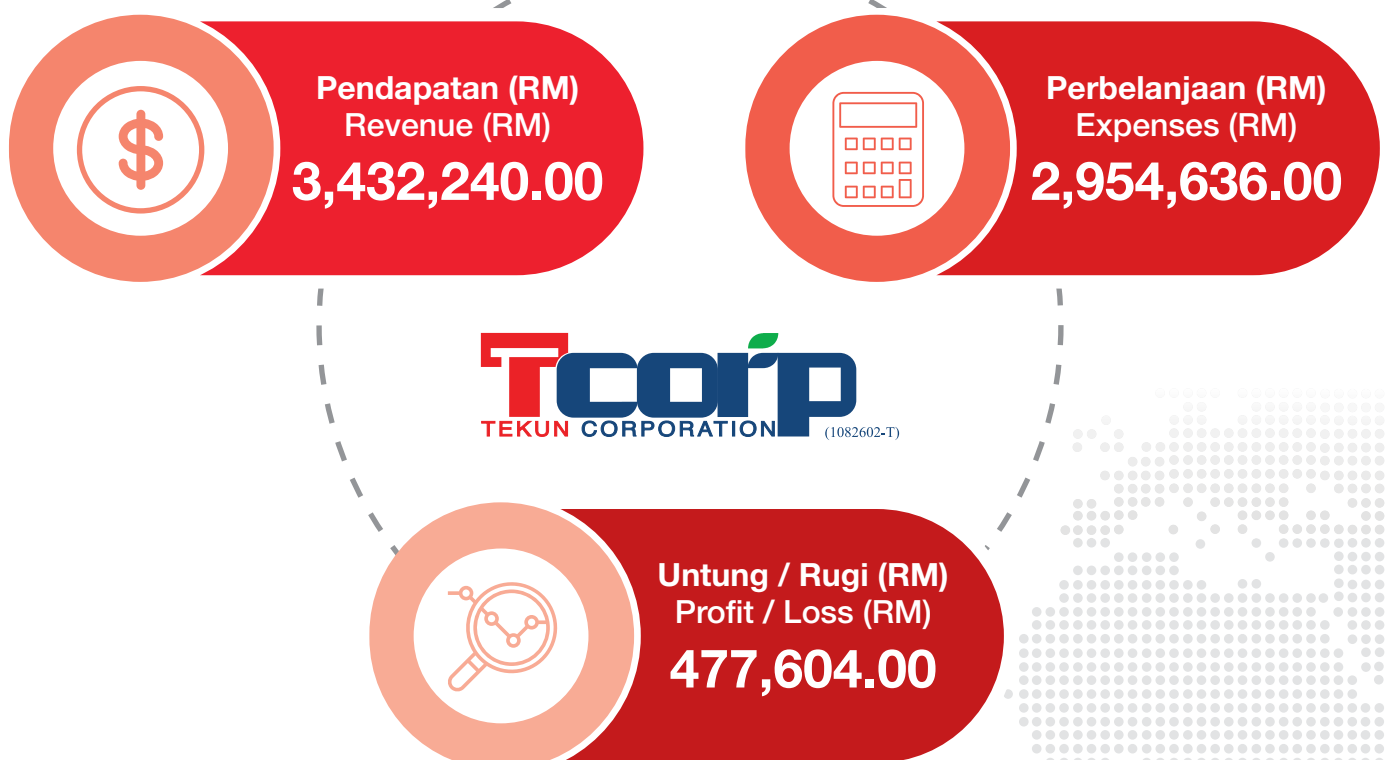 Pendapatan (RM)
Revenue (RM)
3,432,240.00
Perbelanjaan (RM)
Expenses (RM)
2,954,636.00
Tcorp
TEKUN CORPORATION (1082602-T)
Untung / Rugi (RM)
Profit / Loss (RM)
477,604.00